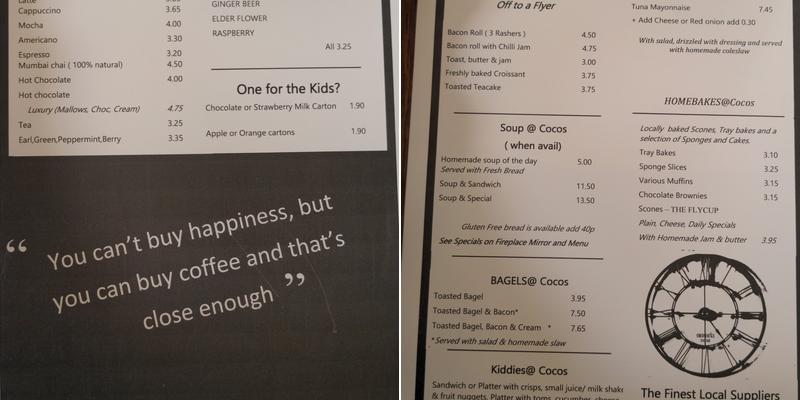 Latte
Cappuccino 3.65
Mocha 4.00
Americano 3.30
Espresso 3.20
Mumbai chai ( 100% natural) 4.50
Hot Chocolate 4.00
Hot chocolate
Luxury (Mallows, Choc, Cream) 4.75
Tea 3.25
Earl,Green,Peppermint,Berry 3.35
GINGER BEER
ELDER FLOWER
RASPBERRY
All 3.25
One for the Kids?
Chocolate or Strawberry Milk Carton 1.90
Apple or Orange cartons 1.90
“ You can't buy happiness, but
you can buy coffee and that's
close enough ”
Off to a Flyer
Bacon Roll ( 3 Rashers ) 4.50
Bacon roll with Chilli Jam 4.75
Toast, butter & jam 3.00
Freshly baked Croissant 3.75
Toasted Teacake 3.75
Soup @ Cocos
( when avail)
Homemade soup of the day 5.00
Served with Fresh Bread
Soup & Sandwich 11.50
Soup & Special 13.50
Gluten Free bread is available add 40p
See Specials on Fireplace Mirror and Menu
BAGELS@ Cocos
Toasted Bagel 3.95
Toasted Bagel & Bacon* 7.50
Toasted Bagel, Bacon & Cream * 7.65
*Served with salad & homemade slaw
Kiddies@ Cocos
Sandwich or Platter with crisps, small juice/ milk shake
& fruit nuggets. Platter with toms, cucumber, cheese
Tuna Mayonnaise 7.45
+ Add Cheese or Red onion add 0.30
With salad, drizzled with dressing and served
with homemade coleslaw
HOMEBAKES@Cocos
Locally baked Scones, Tray bakes and a
selection of Sponges and Cakes.
Tray Bakes 3.10
Sponge Slices 3.25
Various Muffins 3.15
Chocolate Brownies 3.15
Scones – THE FLYCUP
Plain, Cheese, Daily Specials
With Homemade Jam & butter 3.95
The Finest Local Suppliers